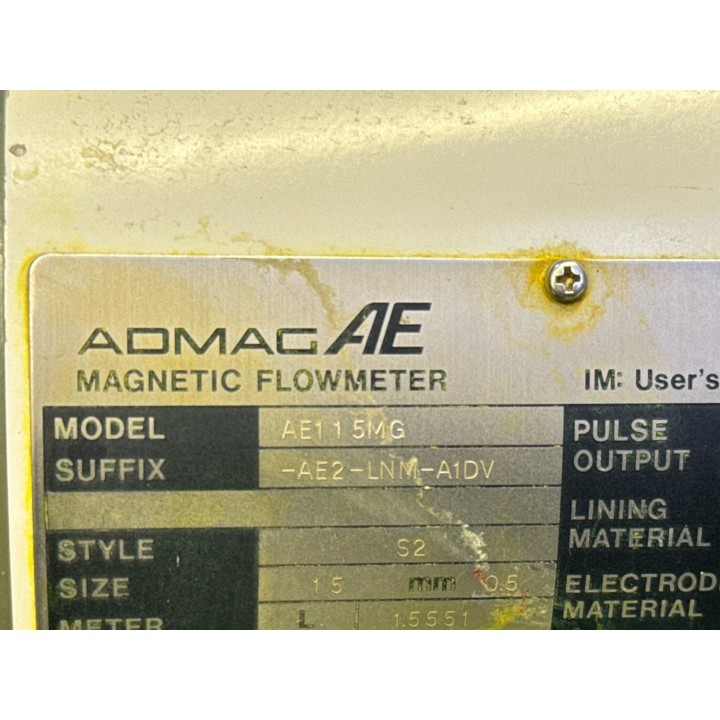 ADMAG AE
MAGNETIC FLOWMETER
IM: User's
MODEL AE115MG
SUFFIX -AE2-LNM-A1DV
STYLE S2
SIZE 15 mm 0.5
METER L. 1.5551
PULSE
OUTPUT
LINING
MATERIAL
ELECTROD
MATERIAL